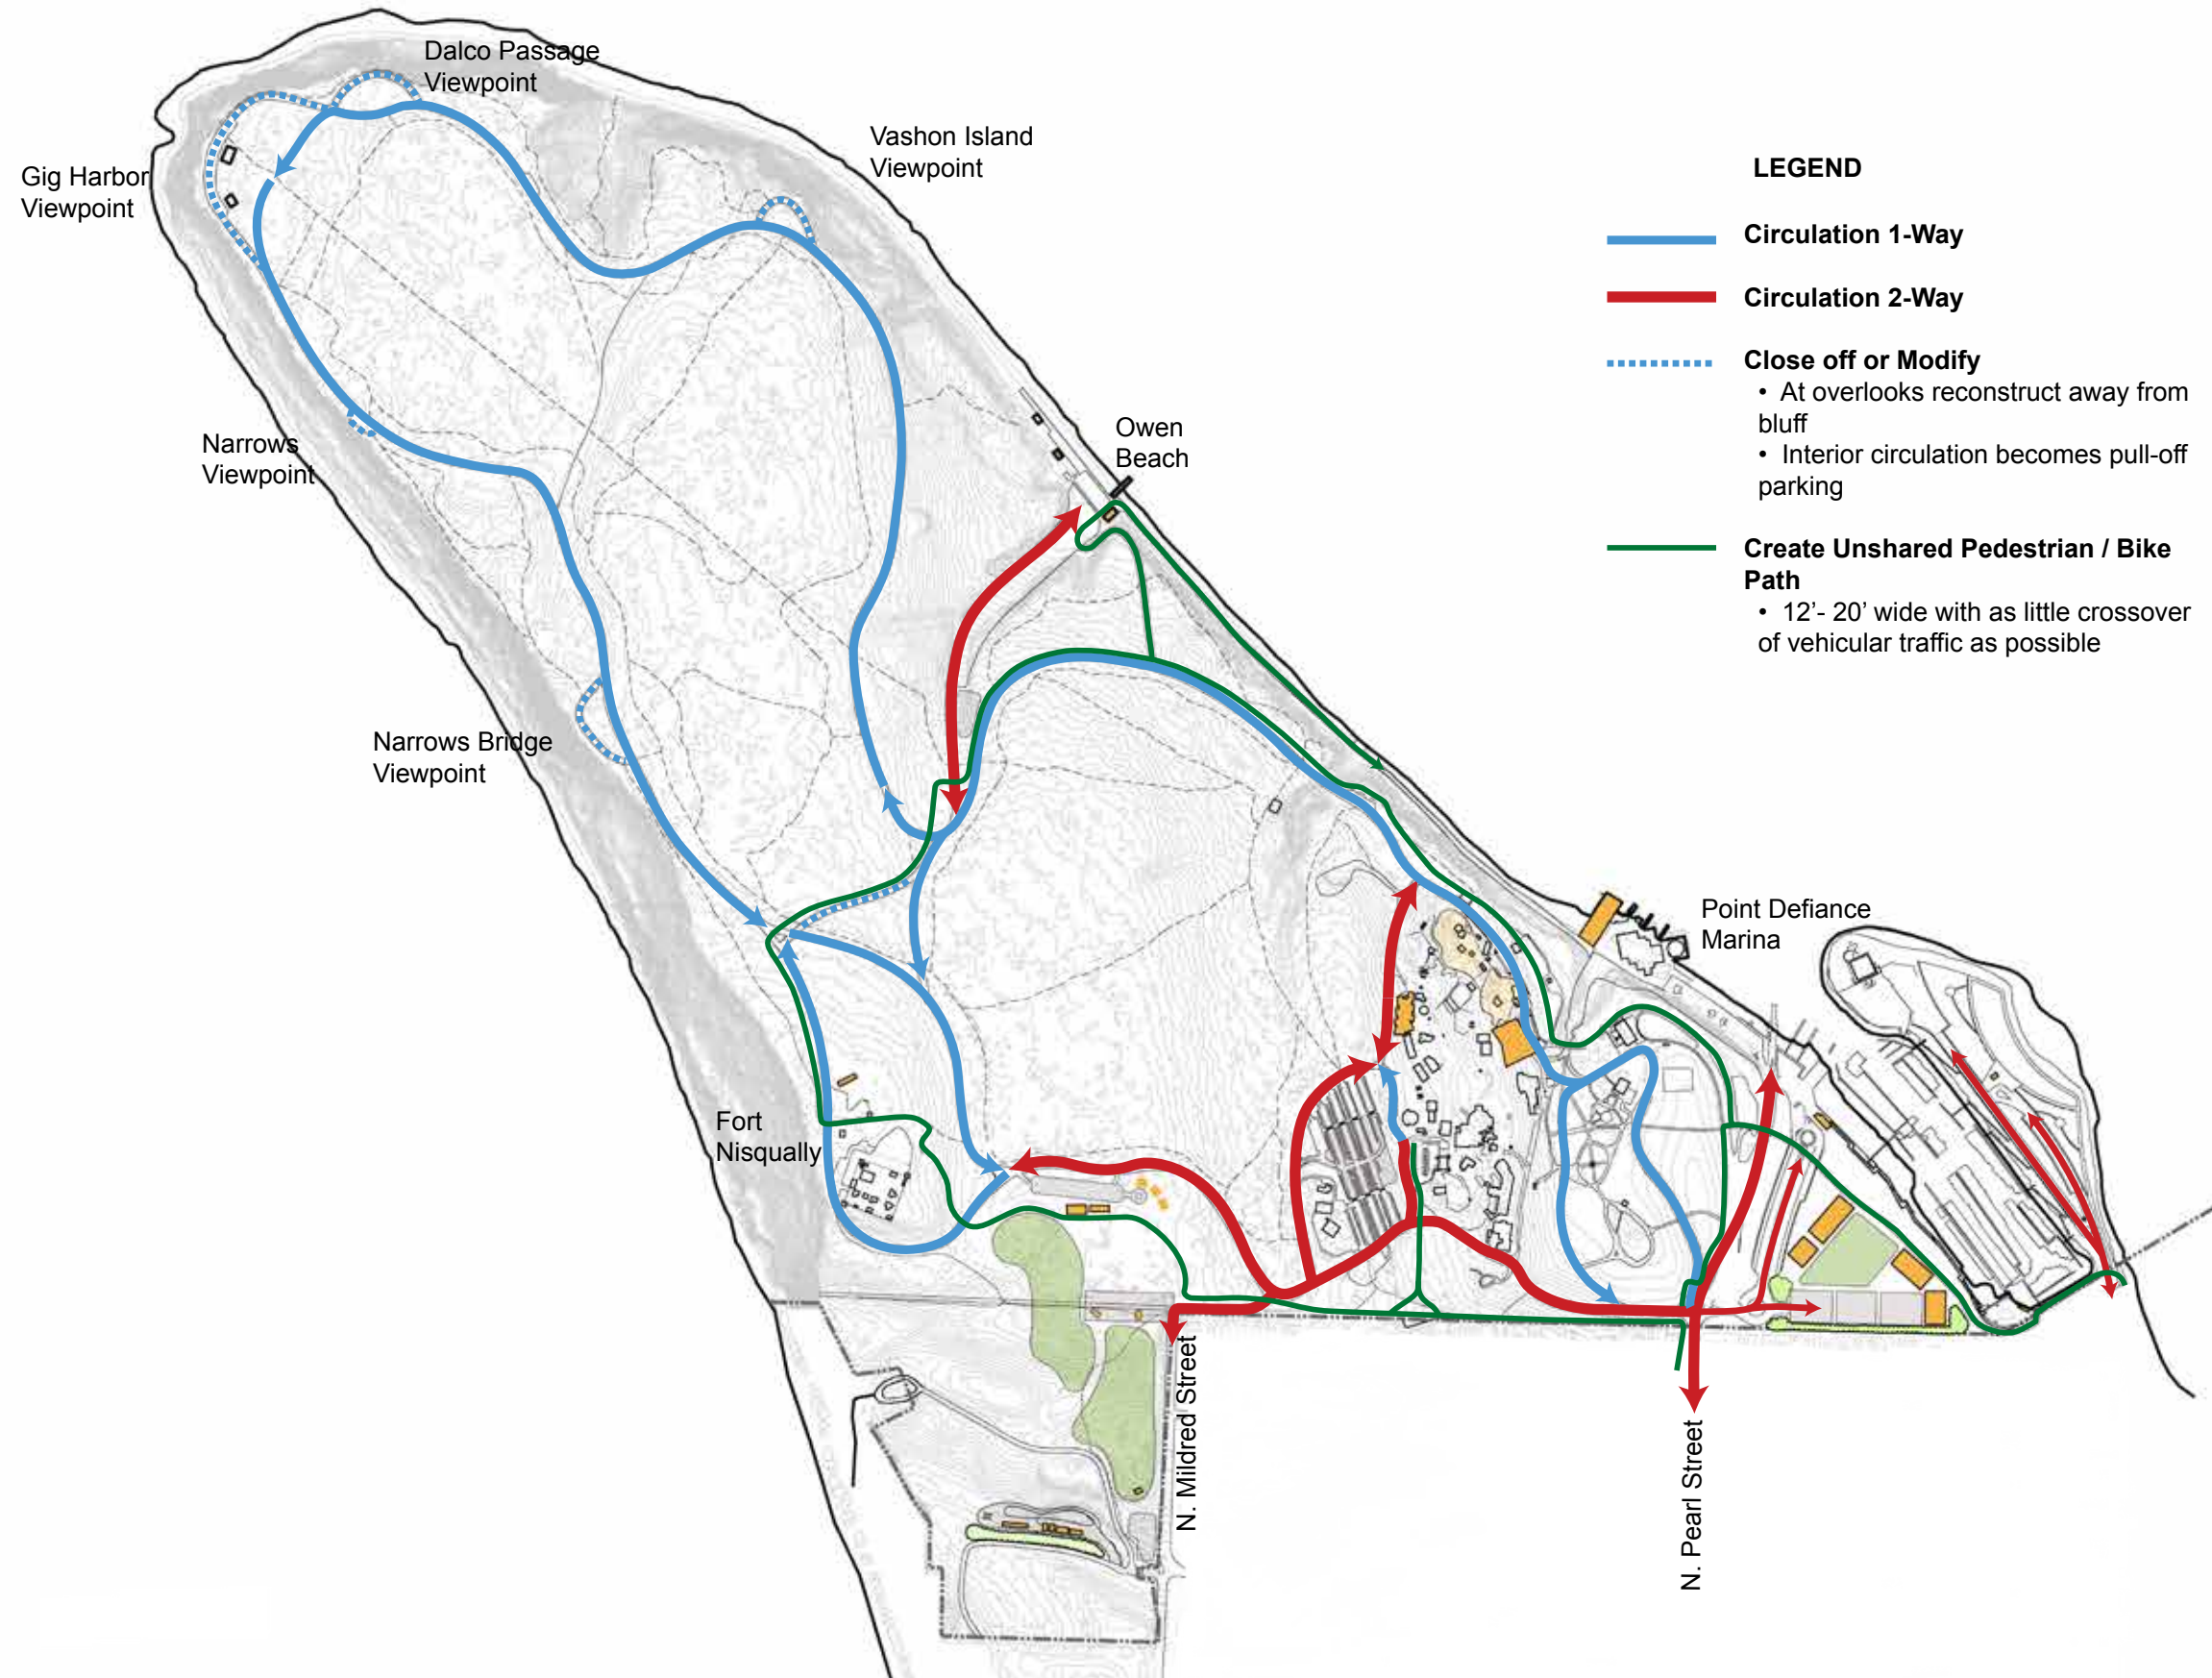 Dalco Passage
Viewpoint
Vashon Island
Viewpoint
Gig Harbor
Viewpoint
LEGEND
Circulation 1-Way
Circulation 2-Way
Close off or Modify
• At overlooks reconstruct away from
bluff
• Interior circulation becomes pull-off
parking
Create Unshared Pedestrian / Bike
Path
• 12’- 20’ wide with as little crossover
of vehicular traffic as possible
Owen
Beach
Narrows
Viewpoint
Narrows Bridge
Viewpoint
Point Defiance
Marina
Fort
Nisqually
N. Mildred Street
N. Pearl Street